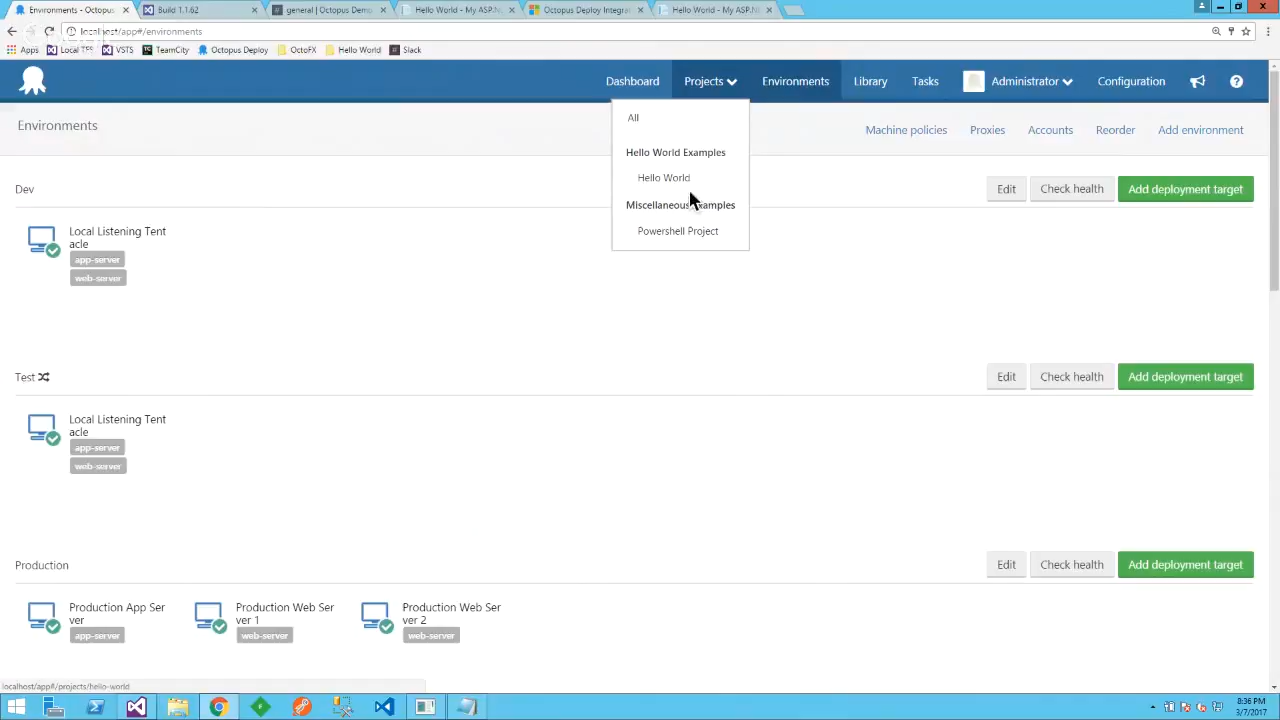 Environments - Octopus
Build 1.1.62
general | Octopus Demo
Hello World - My ASP.N
Octopus Deploy Integrat
Hello World - My ASP.N
localhost/app#/environments
Apps
Local TFS
VSTS
TeamCity
Octopus Deploy
OctoFX
Hello World
Slack
Dashboard
Projects
Environments
Library
Tasks
Administrator
Configuration
All
Hello World Examples
Hello World
Miscellaneous Examples
Powershell Project
Environments
Machine policies
Proxies
Accounts
Reorder
Add environment
Dev
Edit
Check health
Add deployment target
Local Listening Tent
acle
app-server
web-server
Test
Edit
Check health
Add deployment target
Local Listening Tent
acle
app-server
web-server
Production
Edit
Check health
Add deployment target
Production App Ser
ver
app-server
Production Web Ser
ver 1
web-server
Production Web Ser
ver 2
web-server
localhost/app#/projects/hello-world
8:36 PM
3/7/2017